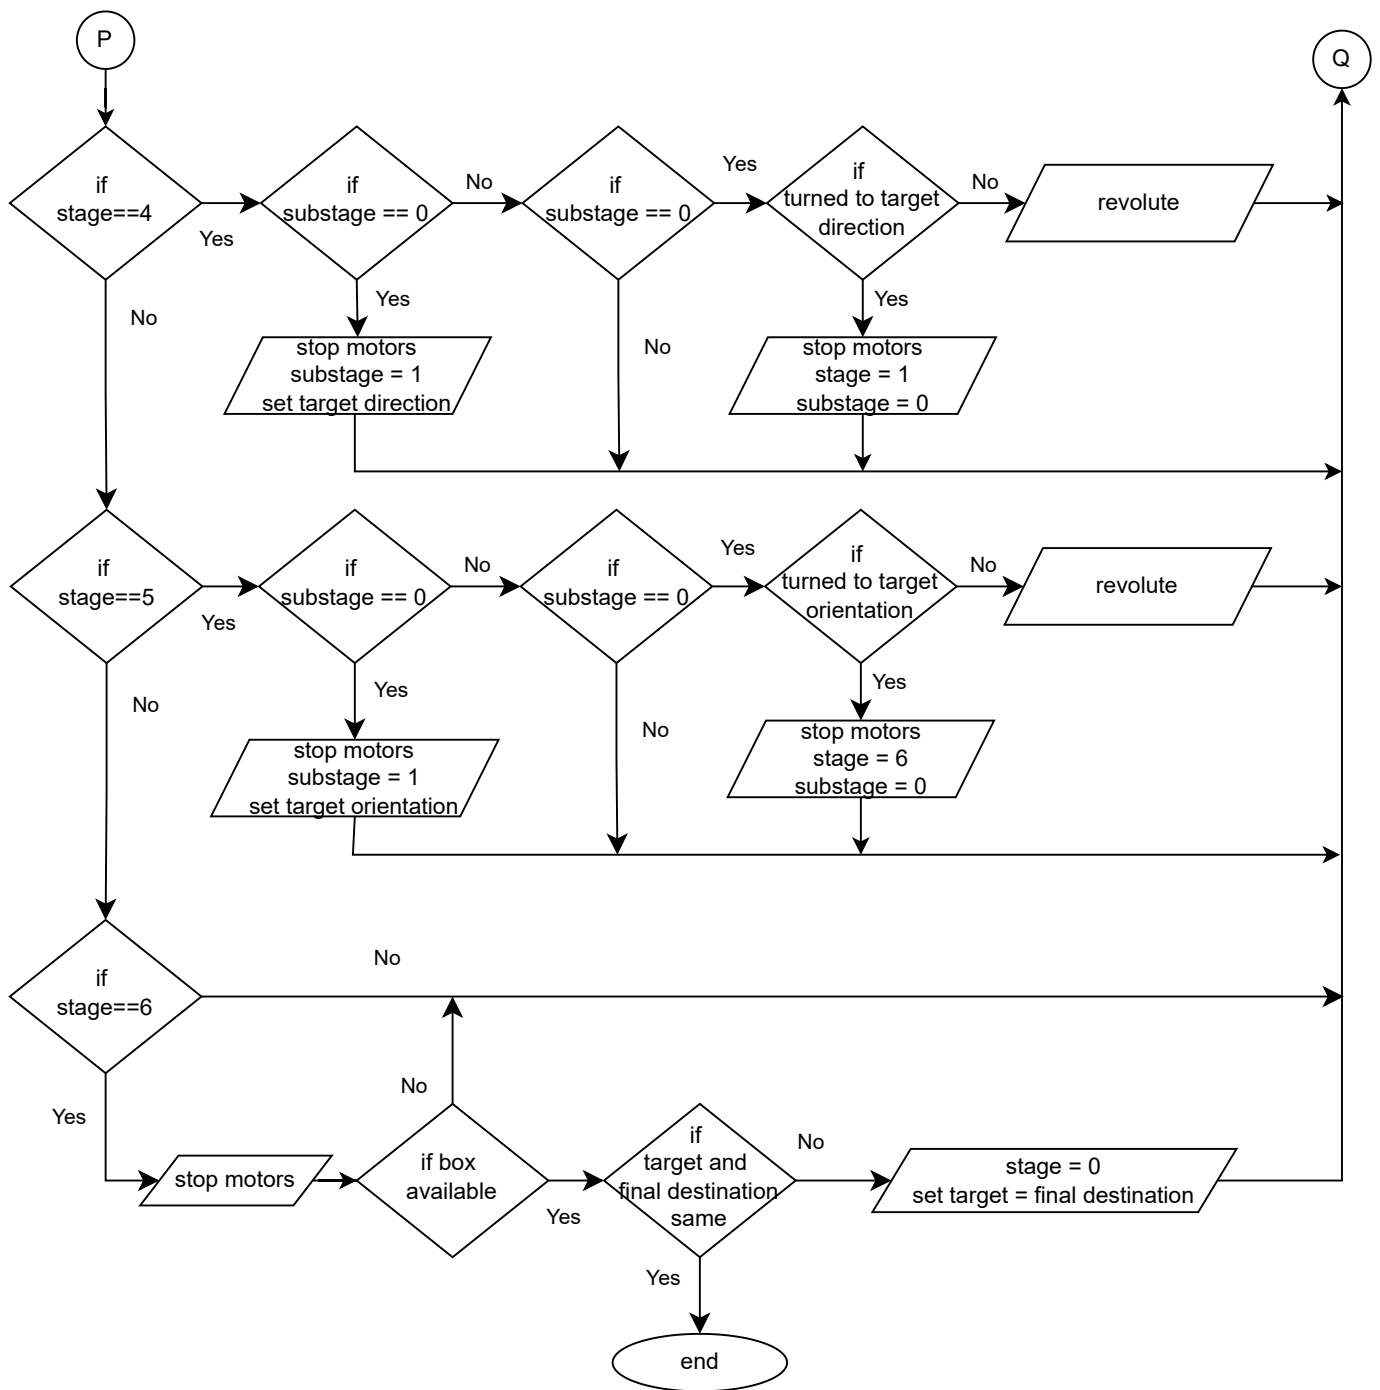 P
Q
if
stage==4
Yes
if
substage == 0
No
if
substage == 0
Yes
if
turned to target
direction
No
revolute
No
Yes
stop motors
substage = 1
set target direction
No
Yes
stop motors
stage = 1
substage = 0
if
stage==5
Yes
if
substage == 0
No
if
substage == 0
Yes
if
turned to target
orientation
No
revolute
No
Yes
stop motors
substage = 1
set target orientation
No
Yes
stop motors
stage = 6
substage = 0
if
stage==6
No
Yes
stop motors
No
if box
available
Yes
if
target and
final destination
same
No
stage = 0
set target = final destination
Yes
end